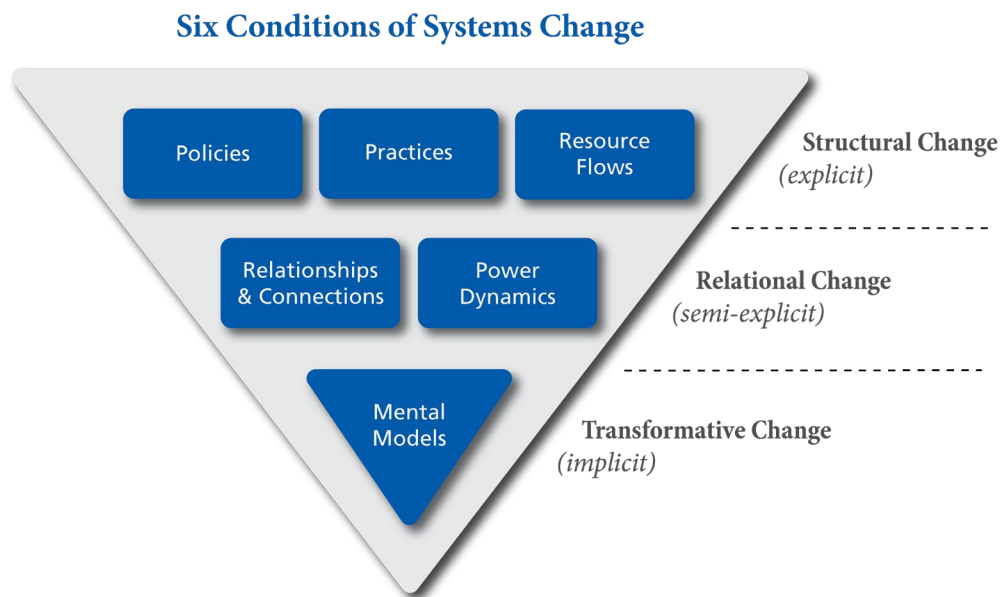 Six Conditions of Systems Change
Policies
Practices
Resource
Flows
Structural Change
(explicit)
Relationships
& Connections
Power
Dynamics
Relational Change
(semi-explicit)
Mental
Models
Transformative Change
(implicit)